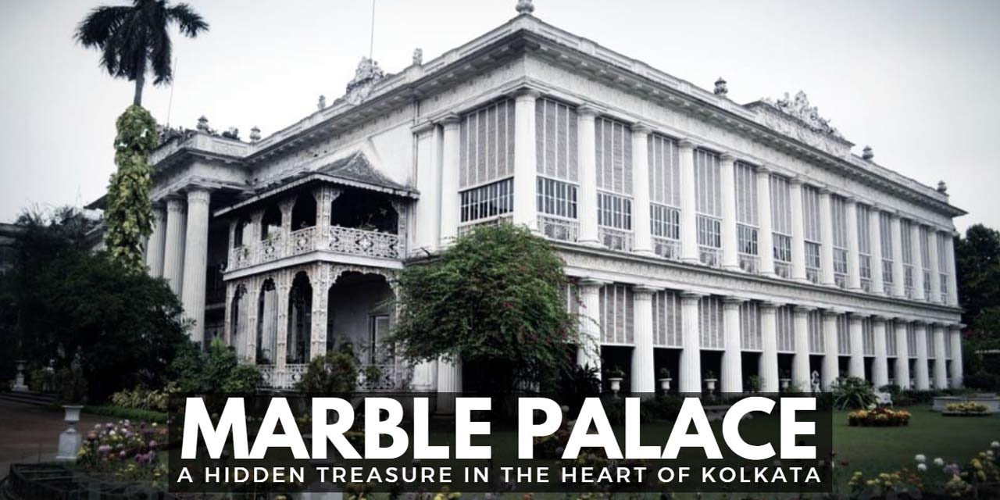 MARBLE PALACE
A HIDDEN TREASURE IN THE HEART OF KOLKATA